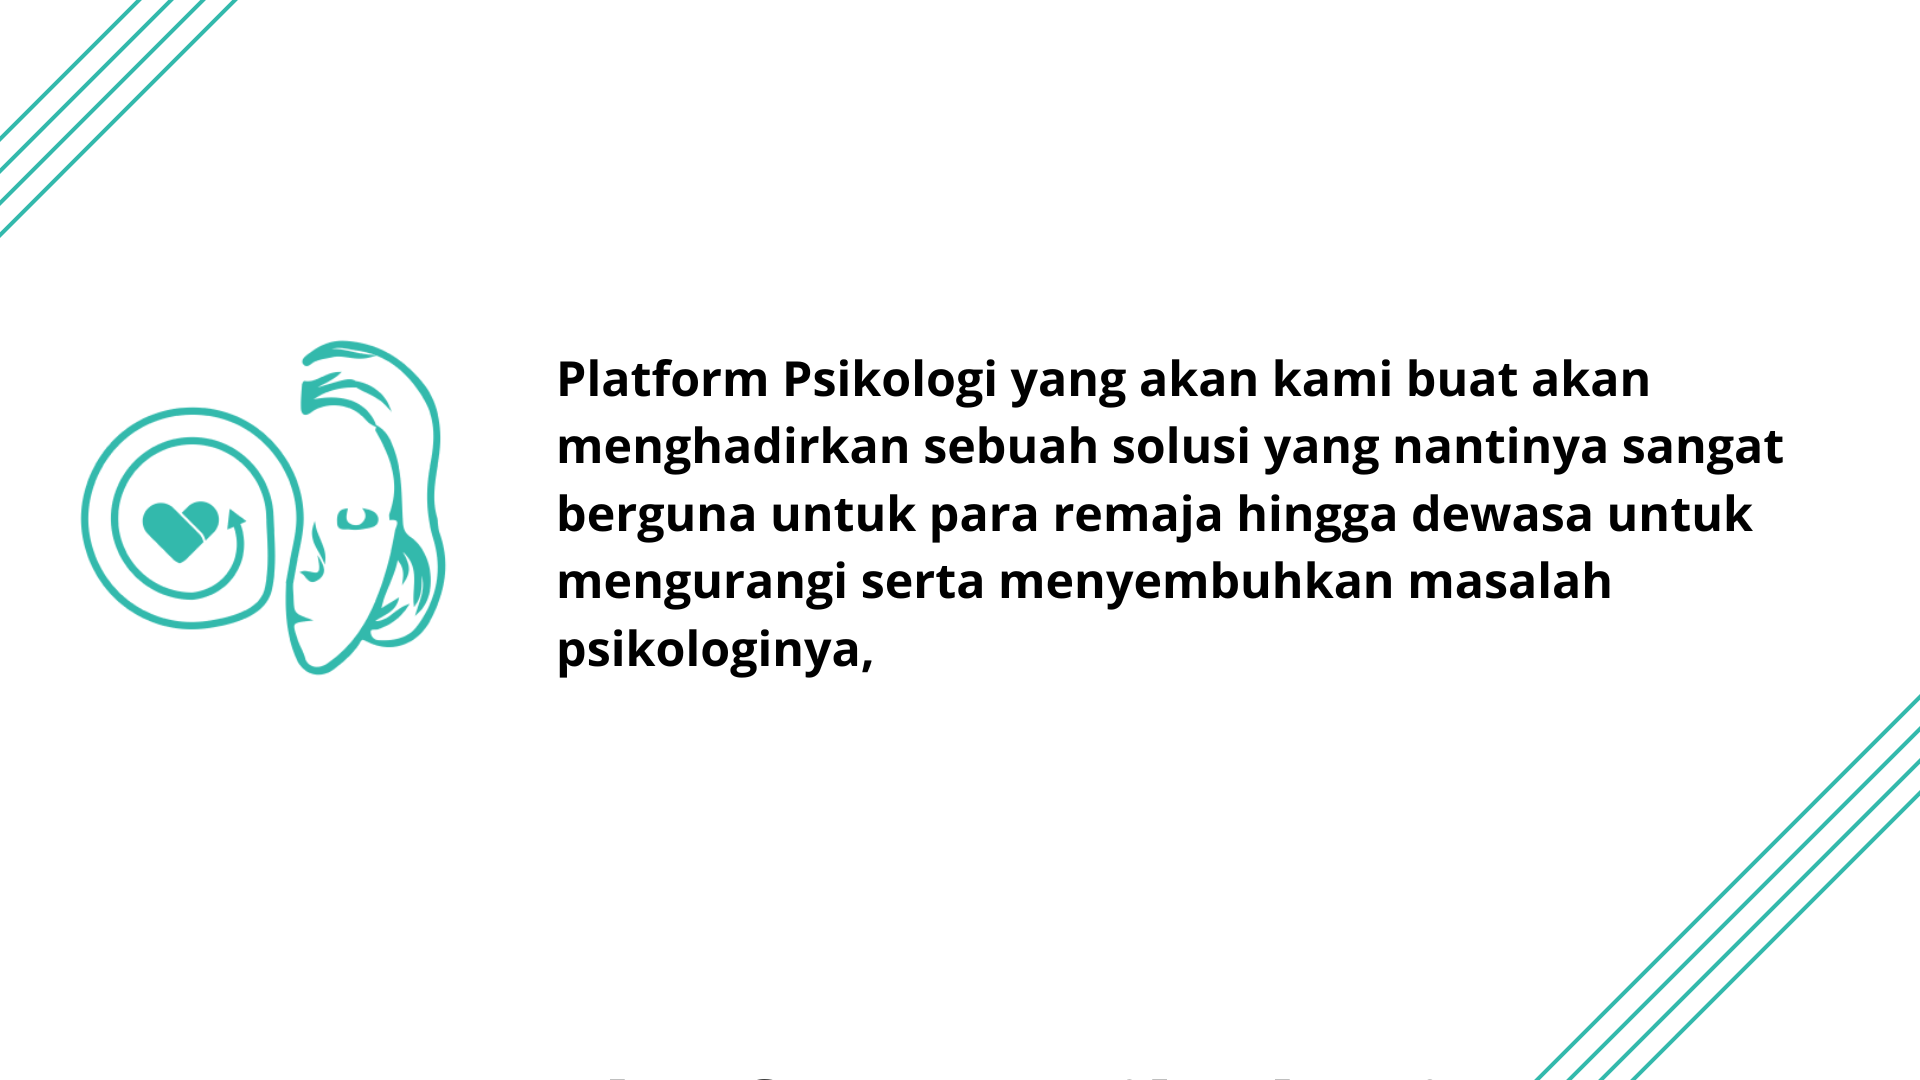 Platform Psikologi yang akan kami buat akan
menghadirkan sebuah solusi yang nantinya sangat
berguna untuk para remaja hingga dewasa untuk
mengurangi serta menyembuhkan masalah
psikologinya,